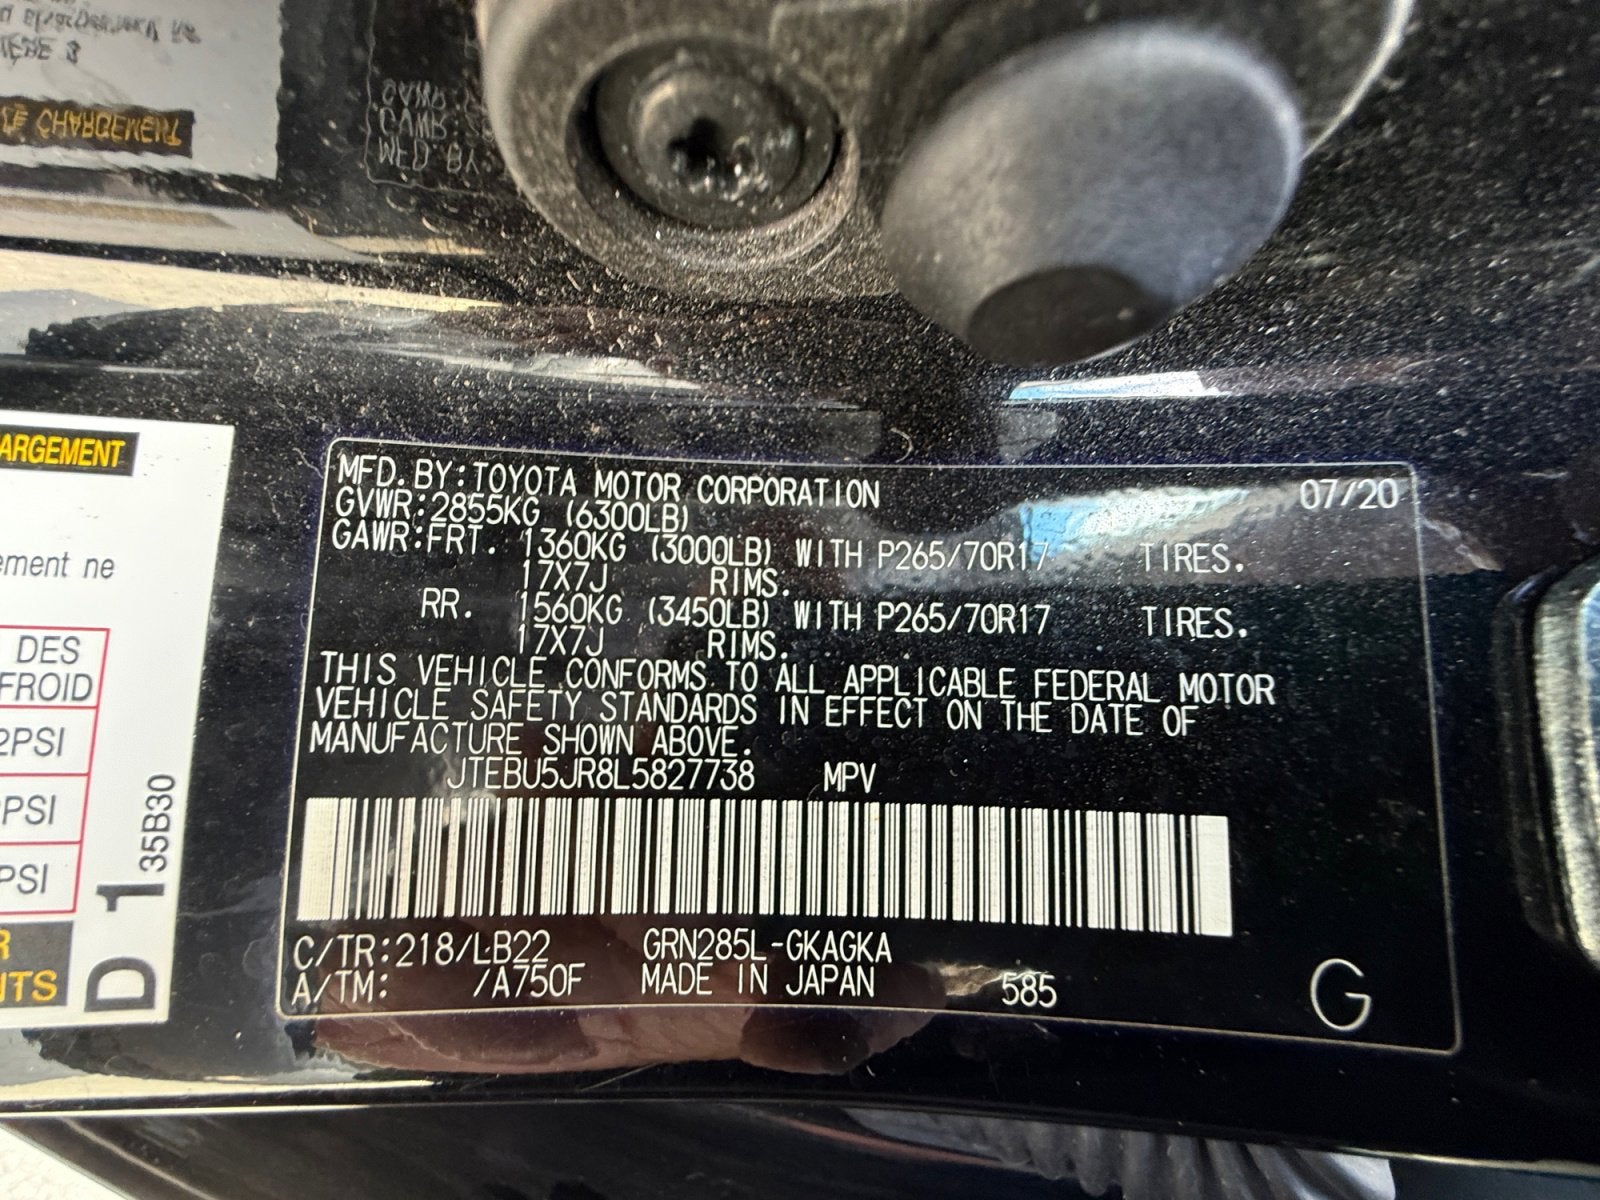 CHARGEMENT
ARGEMENT
ement ne
DES
FROID
2PSI
PSI
PSI
R
NTS
D 1 35B30
MFD. BY: TOYOTA MOTOR CORPORATION 07/20
GVWR: 2855KG (6300LB)
GAWR: FRT. 1360KG (3000LB) WITH P265/70R17 TIRES.
17X7J RIMS.
RR. 1560KG (3450LB) WITH P265/70R17 TIRES.
17X7J RIMS.
THIS VEHICLE CONFORMS TO ALL APPLICABLE FEDERAL MOTOR
VEHICLE SAFETY STANDARDS IN EFFECT ON THE DATE OF
MANUFACTURE SHOWN ABOVE.
JTEBU5JR8L5827738 MPV
C/TR: 218/LB22 GRN285L-GKAGKA
A/TM: /A750F MADE IN JAPAN 585 G